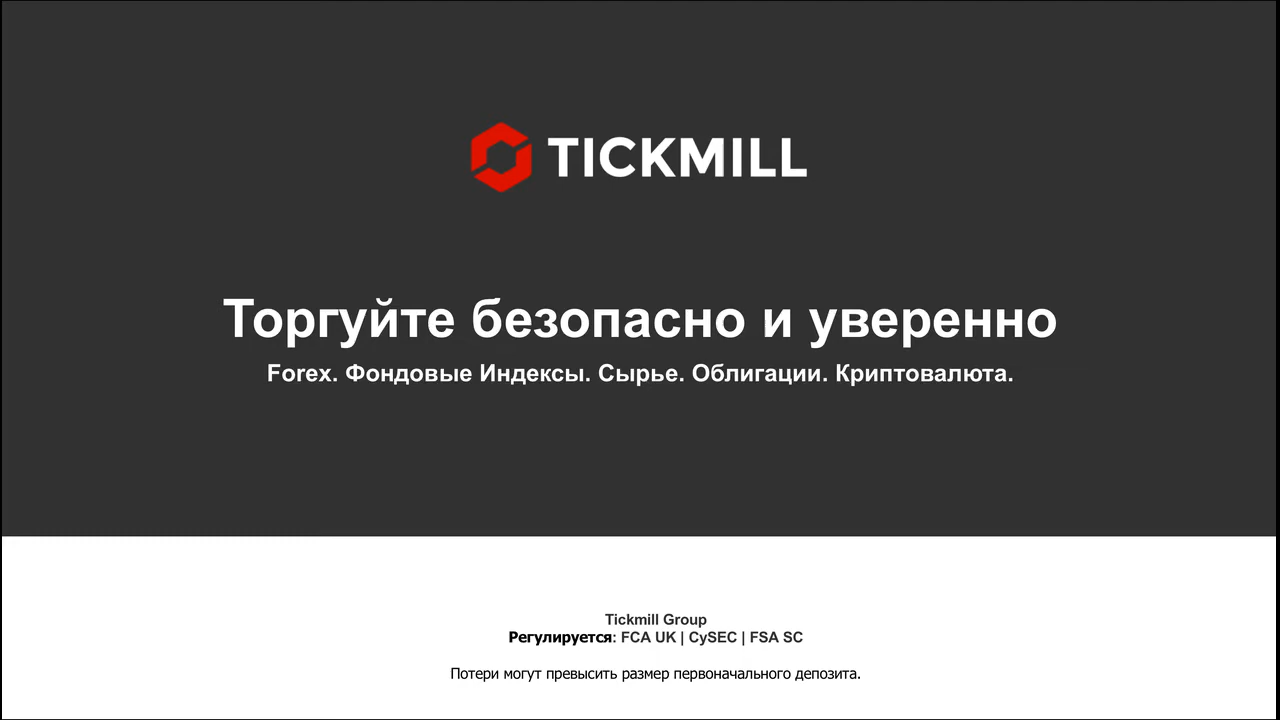 TICKMILL
Торгуйте безопасно и уверенно
Forex. Фондовые Индексы. Сырье. Облигации. Криптовалюта.
Tickmill Group
Регулируется: FCA UK | CySEC | FSA SC
Потери могут превысить размер первоначального депозита.